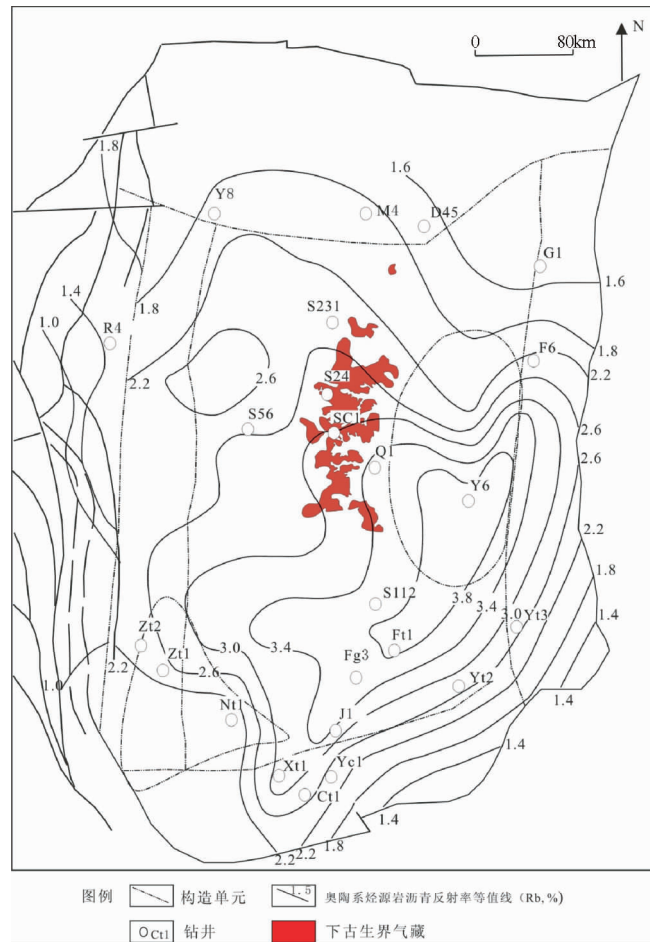 0 80km N
1.8
1.6
Y8 M4 D45
G1
1.4
1.6
1.0
1.8
S231
R4
1.8
F6
2.2
2.6
S24
2.2
2.6
S56
SC1
2.6
Q1
Y6
2.2
S112
3.8
1.8
3.4
Zt2
Ft1
3.0 Yt3
1.4
Zt1
3.0
3.4
2.2
2.6
Fg3
1.0
Yt2
Nt1
1.4
J1
1.4
Xt1 Yc1
Ct1
1.4
1.8
2.2
2.2
图例 构造单元 1.5 奥陶系烃源岩沥青反射率等值线（Rb,%）
Ct1 钻井 下古生界气藏